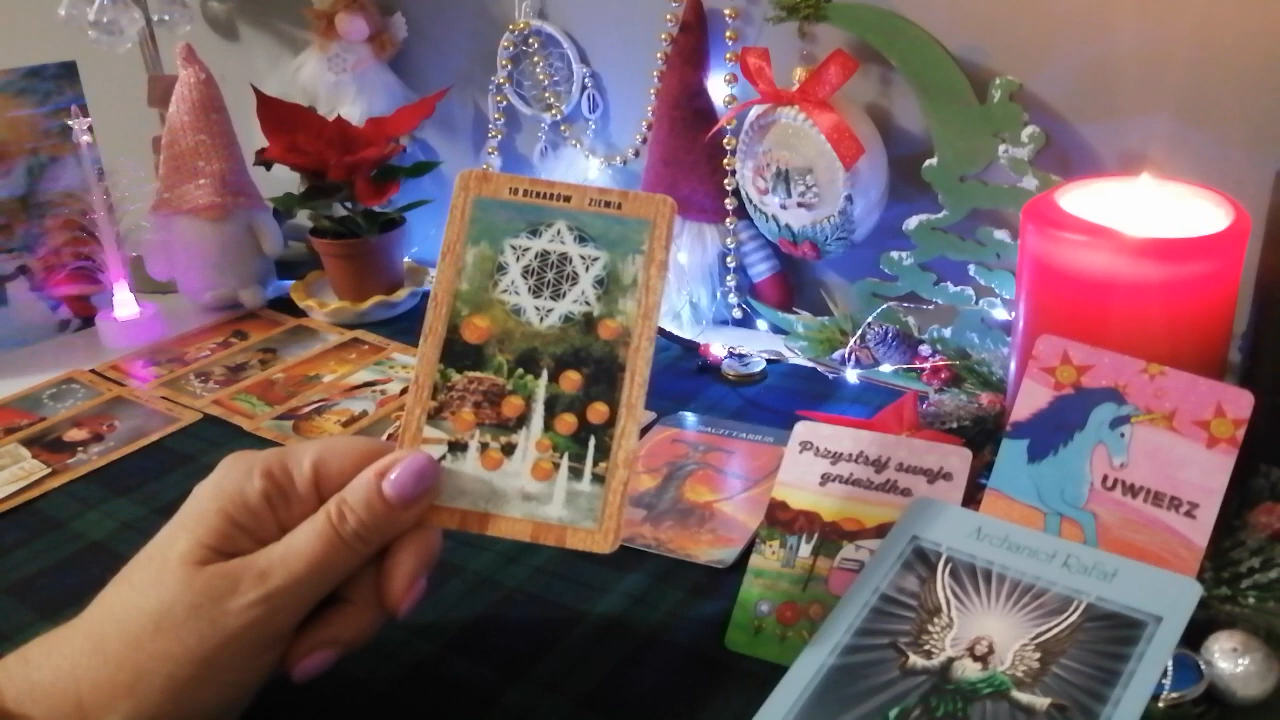 10 DENARÓW ZIEMIA
SAGITTARIUS
Przystrój swoje
gniazdko
UWIERZ
Archanioł Rafał